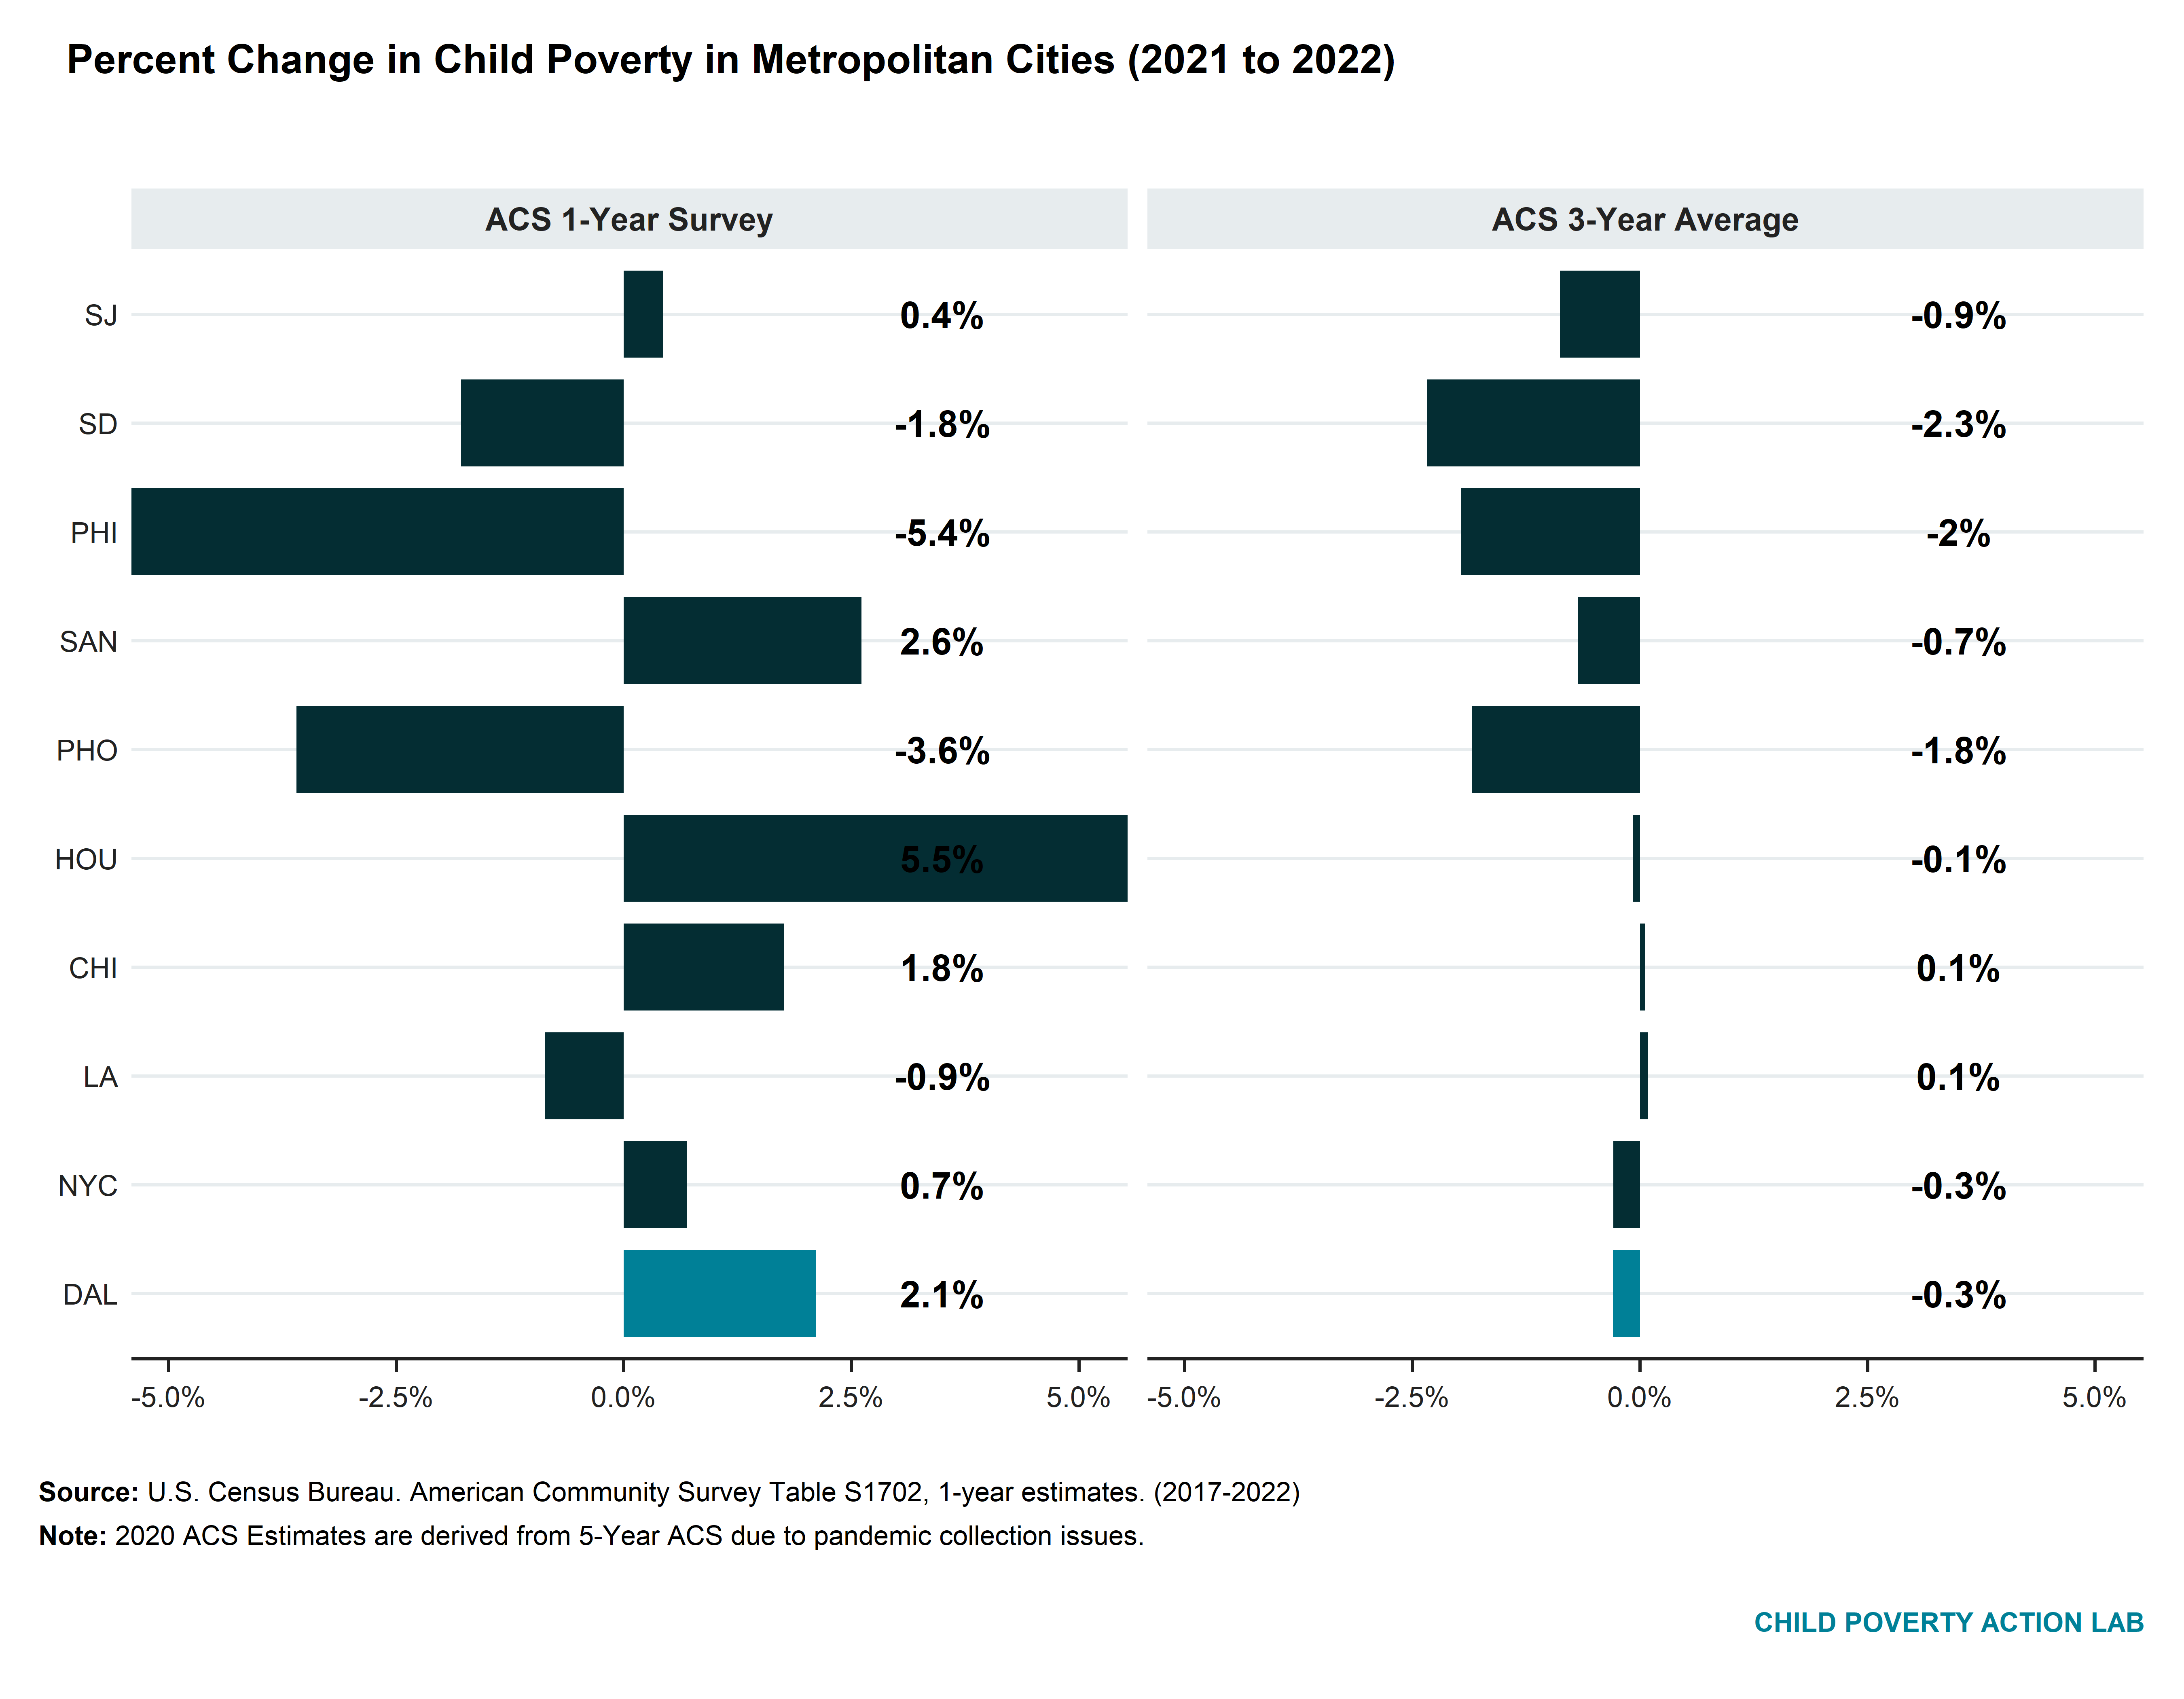 Percent Change in Child Poverty in Metropolitan Cities (2021 to 2022)
ACS 1-Year Survey
ACS 3-Year Average
SJ 0.4% -0.9%
SD -1.8% -2.3%
PHI -5.4% -2%
SAN 2.6% -0.7%
PHO -3.6% -1.8%
HOU 5.5% -0.1%
CHI 1.8% 0.1%
LA -0.9% 0.1%
NYC 0.7% -0.3%
DAL 2.1% -0.3%
-5.0% -2.5% 0.0% 2.5% 5.0% -5.0% -2.5% 0.0% 2.5% 5.0%
Source: U.S. Census Bureau. American Community Survey Table S1702, 1-year estimates. (2017-2022)
Note: 2020 ACS Estimates are derived from 5-Year ACS due to pandemic collection issues.
CHILD POVERTY ACTION LAB